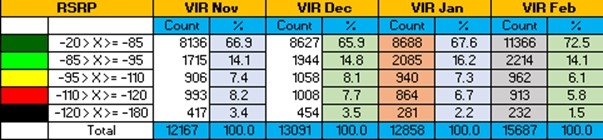 RSRP VIR Nov VIR Dec VIR Jan VIR Feb
Count % Count % Count % Count %
-20> X>= -85 8136 66.9 8627 65.9 8688 67.6 11366 72.5
-85> X>= -95 1715 14.1 1944 14.8 2085 16.2 2214 14.1
-95> X>= -110 906 7.4 1058 8.1 940 7.3 962 6.1
-110> X>= -120 993 8.2 1008 7.7 864 6.7 913 5.8
-120> X>= -180 417 3.4 454 3.5 281 2.2 232 1.5
Total 12167 100.0 13091 100.0 12858 100.0 15687 100.0